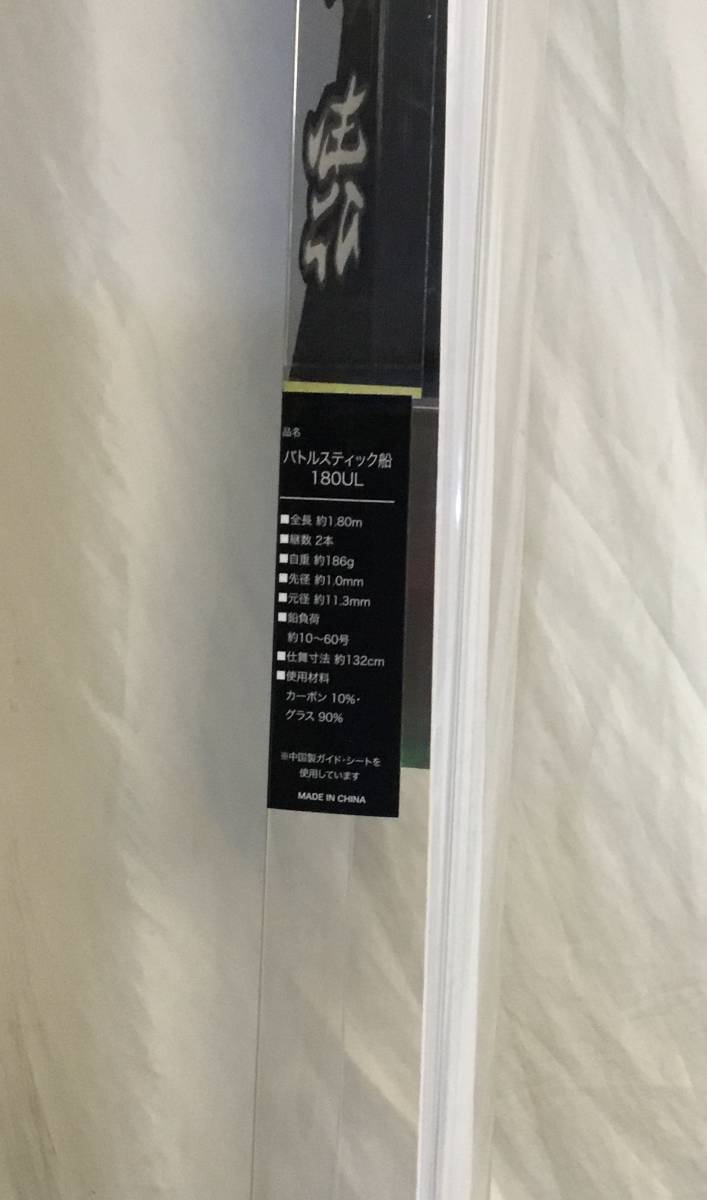 品名
バトルスティック船
180UL
■全長 約1.80m
■継数 2本
■自重 約186g
■先径 約1.0mm
■元径 約11.3mm
■鉛負荷
約10〜60号
■仕舞寸法 約132cm
■使用材料
カーボン 10%・
グラス 90%
※中国製ガイド・シートを
使用しています
MADE IN CHINA